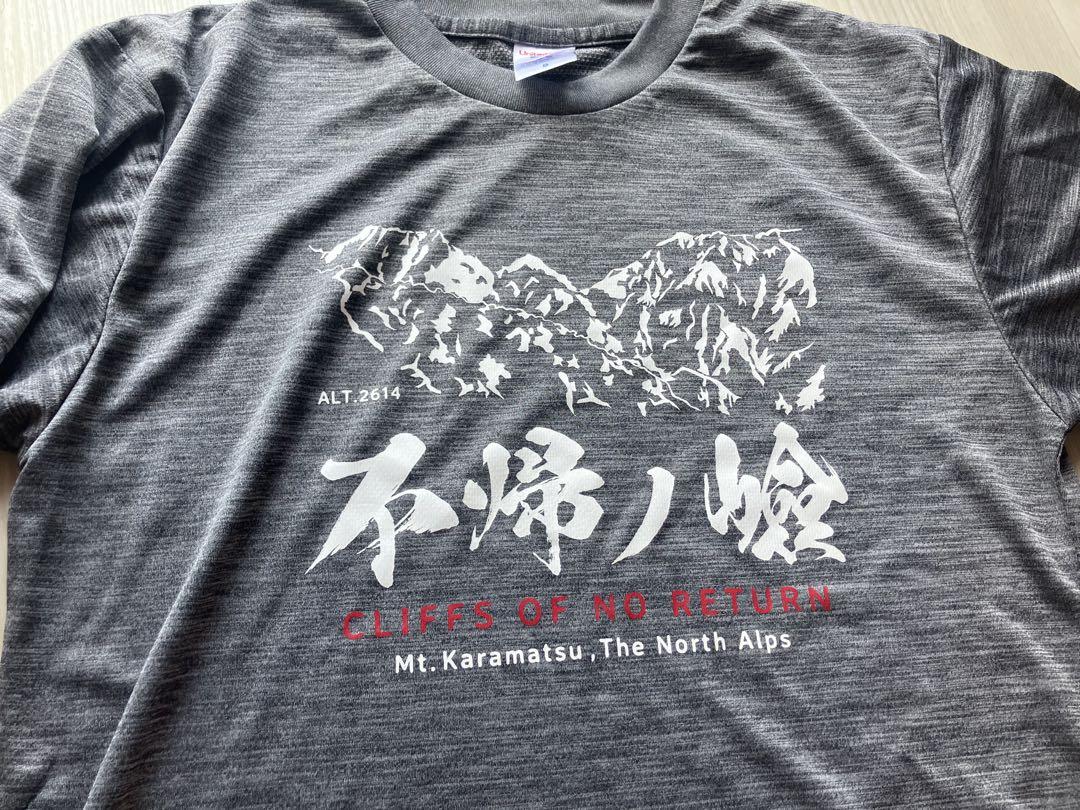 ALT.2614
不帰ノ嶮
CLIFFS OF NO RETURN
Mt.Karamatsu,The North Alps